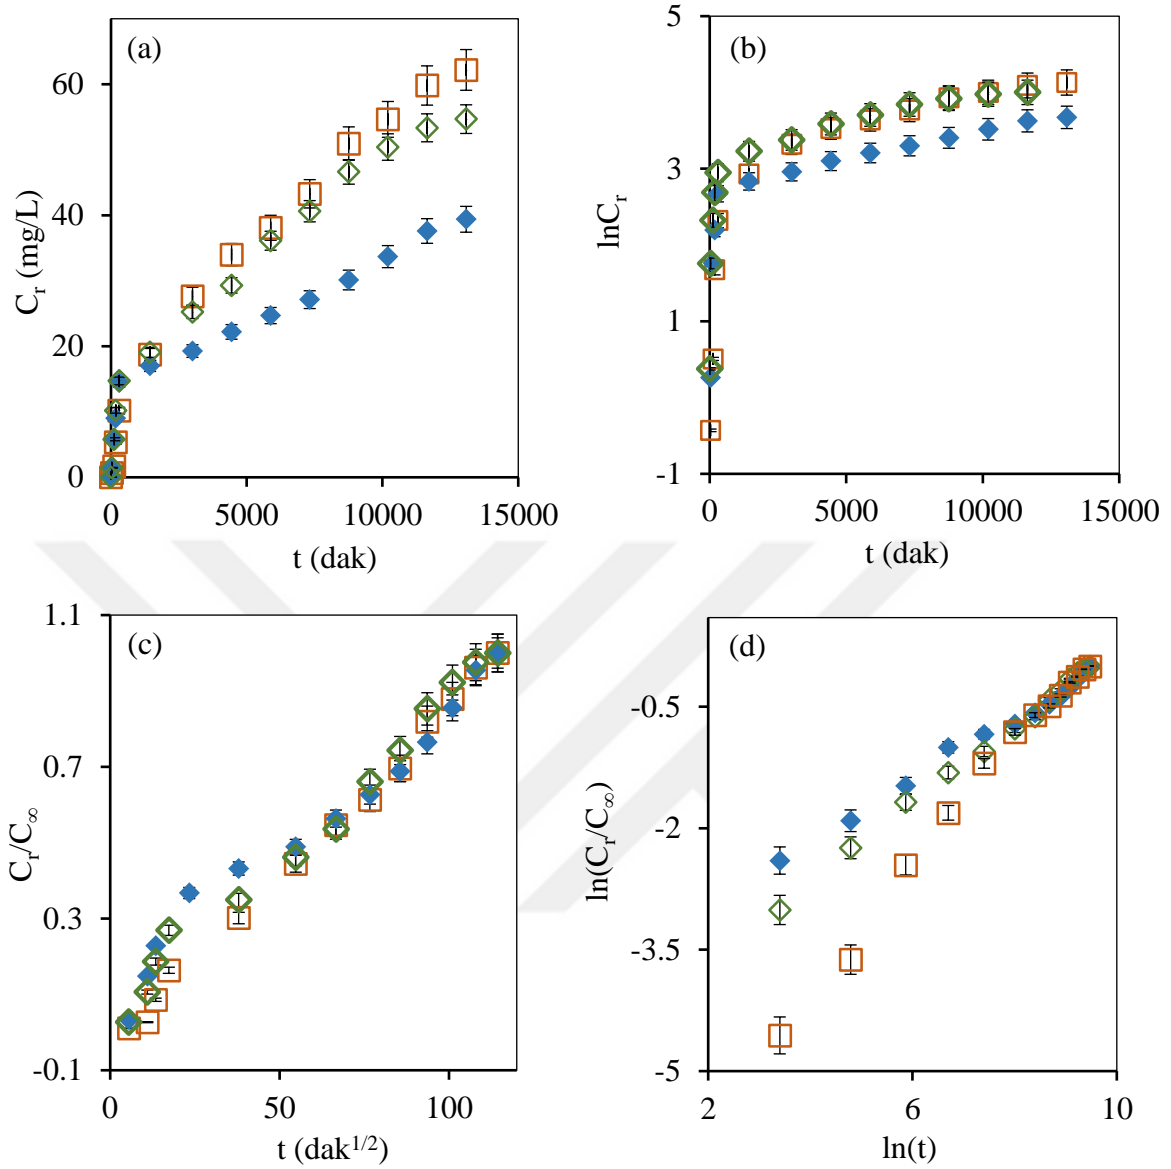 (a)
60
40
20
0
0 5000 10000 15000
C_r (mg/L)
t (dak)
(b)
5
3
1
-1
0 5000 10000 15000
lnC_r
t (dak)
(c)
1.1
0.7
0.3
-0.1
0 50 100
C_r/C_∞
t (dak^1/2)
(d)
-0.5
-2
-3.5
-5
2 6 10
ln(C_r/C_∞)
ln(t)